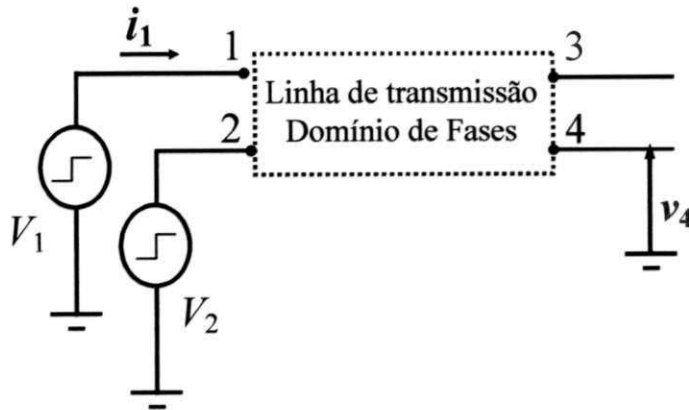 i₁
1
3
Linha de transmissão
Domínio de Fases
2
4
V₁
V₂
v₄